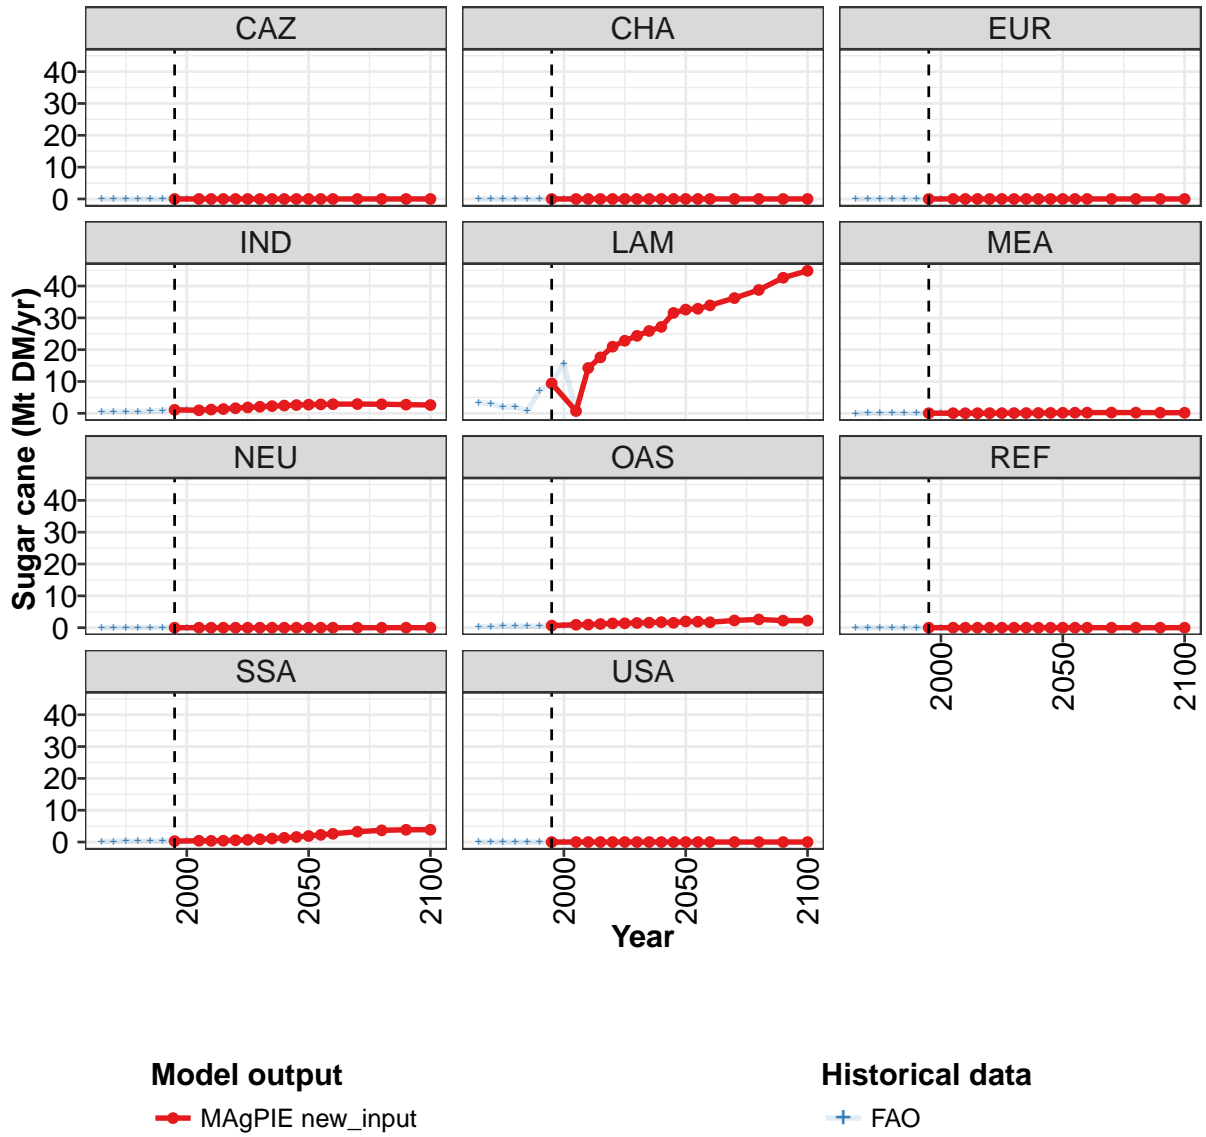 CAZ CHA EUR
40
30
20
10
0
IND LAM MEA
40
30
20
10
0
NEU OAS REF
40
30
20
10
0
2000 2050 2100
SSA USA
40
30
20
10
0
2000 2050 2100 2000 2050 2100
Sugar cane (Mt DM/yr)
Year
Model output Historical data
MAgPIE new_input FAO